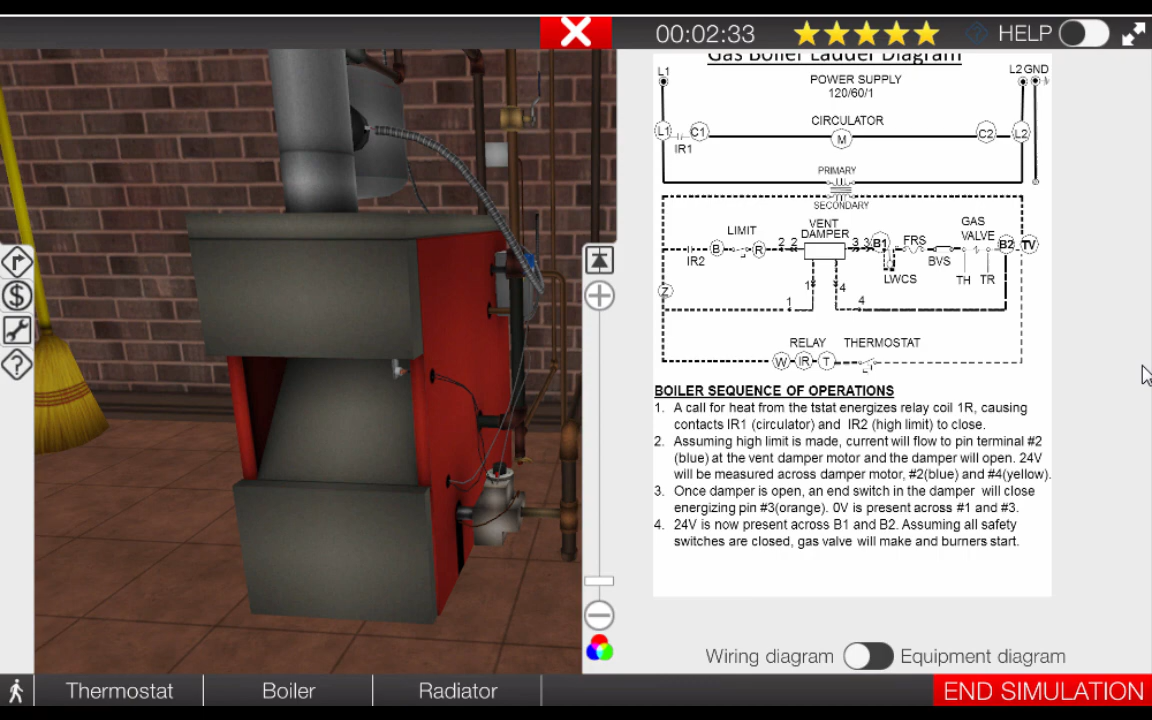 00:02:33
HELP
Gas Boiler Ladder Diagram
L1
L2 GND
POWER SUPPLY
120/60/1
CIRCULATOR
L1 C1 M C2 L2
IR1
PRIMARY
SECONDARY
LIMIT
VENT
DAMPER
GAS
VALVE
B R 2 2 3 3 B1 FRS B2 TV
IR2
BVS
LWCS
TH TR
Z
1 4
1 4
RELAY THERMOSTAT
W IR T
BOILER SEQUENCE OF OPERATIONS
1. A call for heat from the tstat energizes relay coil 1R, causing
contacts IR1 (circulator) and IR2 (high limit) to close.
2. Assuming high limit is made, current will flow to pin terminal #2
(blue) at the vent damper motor and the damper will open. 24V
will be measured across damper motor, #2(blue) and #4(yellow).
3. Once damper is open, an end switch in the damper will close
energizing pin #3(orange). 0V is present across #1 and #3.
4. 24V is now present across B1 and B2. Assuming all safety
switches are closed, gas valve will make and burners start.
Wiring diagram
Equipment diagram
Thermostat
Boiler
Radiator
END SIMULATION